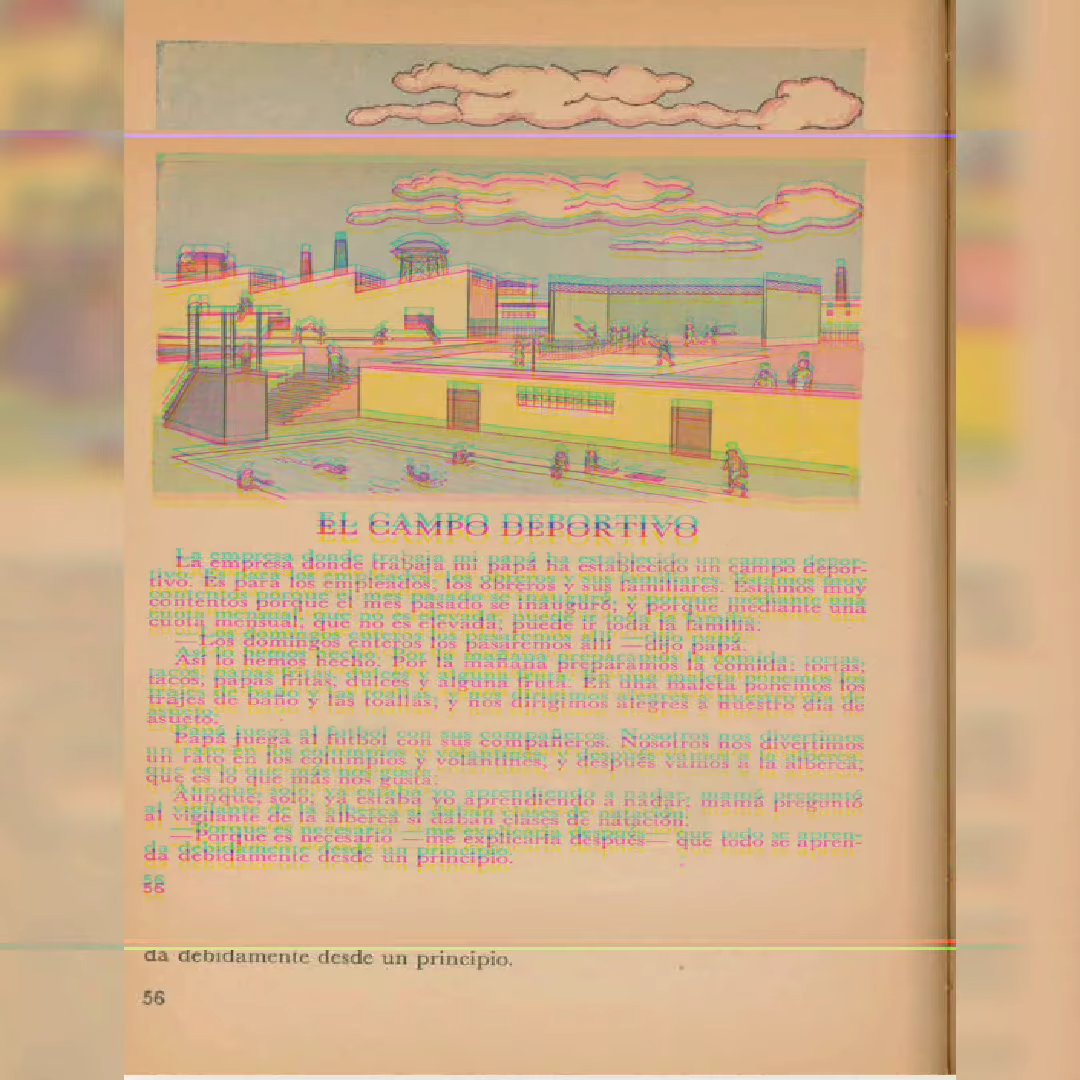 EL CAMPO DEPORTIVO
La empresa donde trabaja mi papá ha establecido un campo depor-
tivo. Es para los empleados, los obreros y sus familiares. Estamos muy
contentos porque el mes pasado se inauguró; y porque mediante una
cuota mensual, que no es elevada, puede ir toda la familia.
—Los domingos enteros los pasaremos allí —dijo papá.
Así lo hemos hecho. Por la mañana preparamos la comida: tortas,
tacos, papas fritas, dulces y alguna fruta. En una maleta ponemos los
trajes de baño y las toallas, y nos dirigimos alegres a nuestro día de
asueto.
Papá juega al futbol con sus compañeros. Nosotros nos divertimos
un rato en los columpios y volantines, y después vamos a la alberca,
que es lo que más nos gusta.
Aunque, solo, ya estaba yo aprendiendo a nadar, mamá preguntó
al vigilante de la alberca si daban clases de natación.
—Porque es necesario —me explicaría después— que todo se apren-
da debidamente desde un principio.
56
da debidamente desde un principio.
56